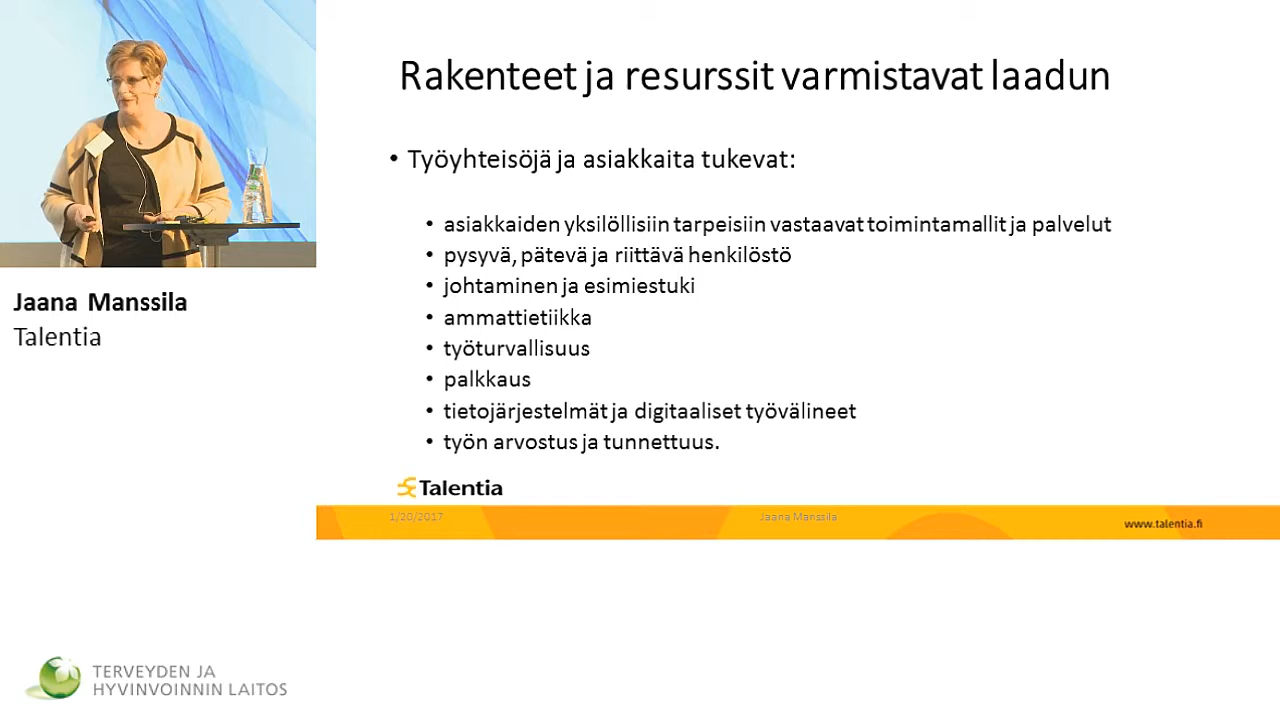 Rakenteet ja resurssit varmistavat laadun
• Työyhteisöjä ja asiakkaita tukevat:
• asiakkaiden yksilöllisiin tarpeisiin vastaavat toimintamallit ja palvelut
• pysyvä, pätevä ja riittävä henkilöstö
• johtaminen ja esimiestuki
• ammattietiikka
• työturvallisuus
• palkkaus
• tietojärjestelmät ja digitaaliset työvälineet
• työn arvostus ja tunnettuus.
Talentia
1/20/2017 Jaana Manssila www.talentia.fi
Jaana Manssila
Talentia
TERVEYDEN JA
HYVINVOINNIN LAITOS